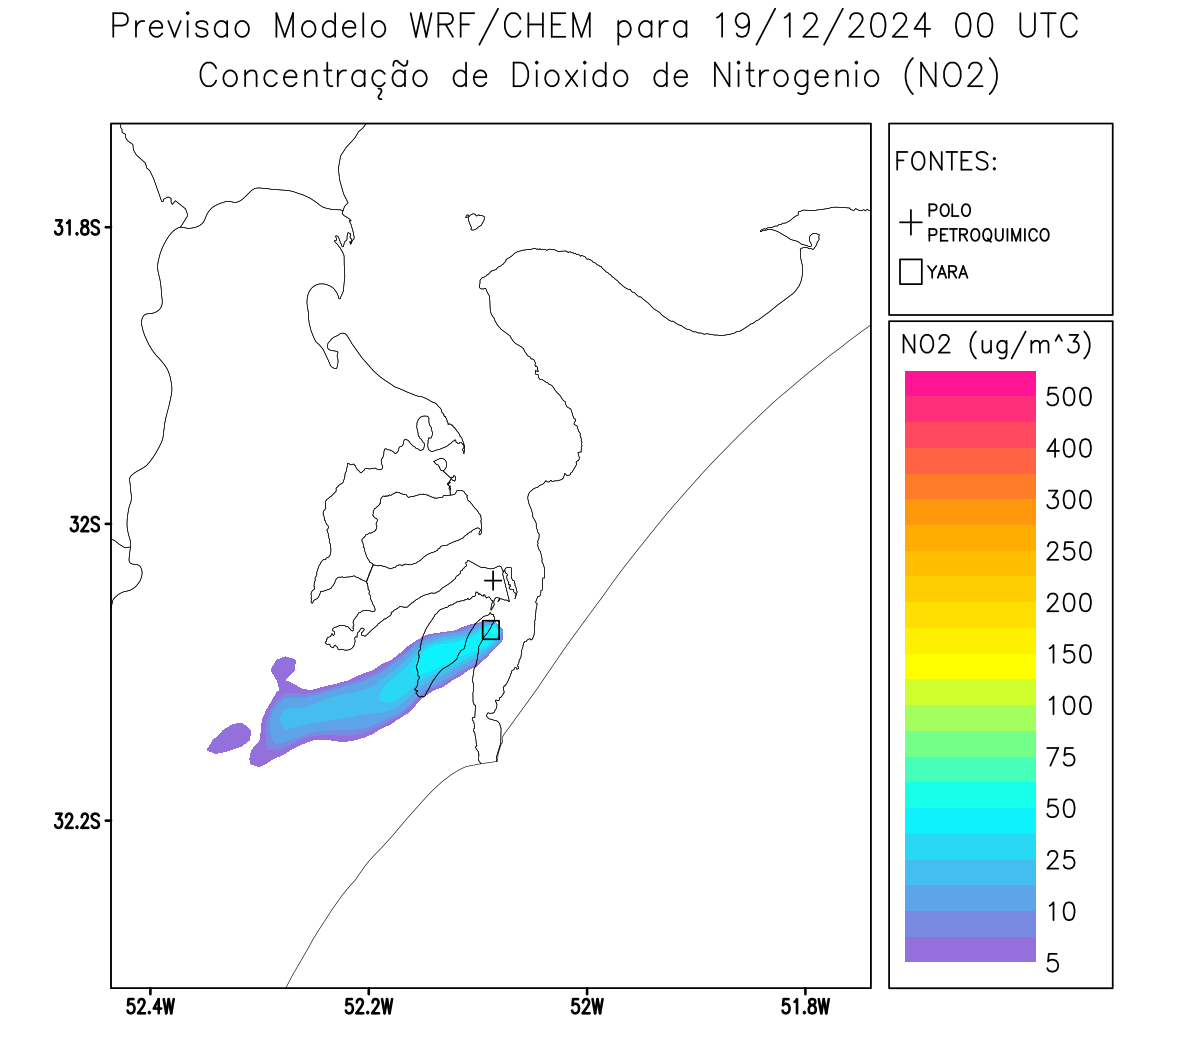 Previsao Modelo WRF/CHEM para 19/12/2024 00 UTC
Concentração de Dioxido de Nitrogenio (NO2)
FONTES:
POLO
PETROQUIMICO
YARA
NO2 (ug/m^3)
500
400
300
250
200
150
100
75
50
25
10
5
31.8S
32S
32.2S
52.4W
52.2W
52W
51.8W